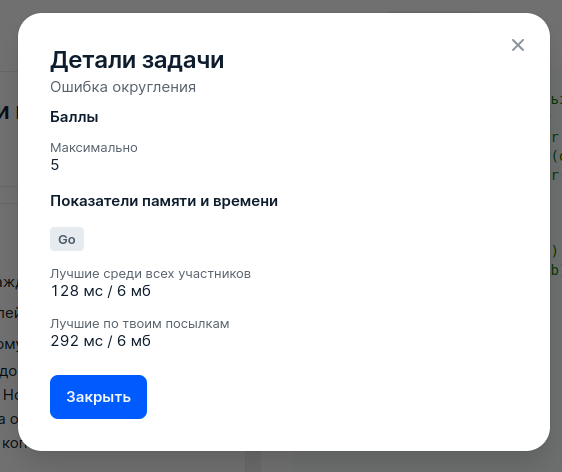 Детали задачи
Ошибка округления
Баллы
Максимально
5
Показатели памяти и времени
Go
Лучшие среди всех участников
128 мс / 6 мб
Лучшие по твоим посылкам
292 мс / 6 мб
Закрыть